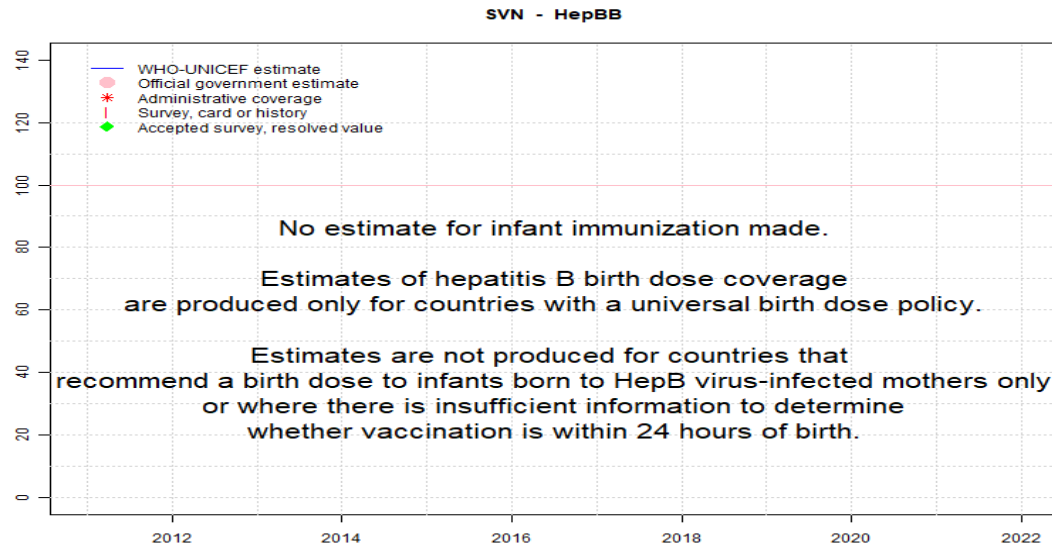 SVN - HepBB
140
120
100
80
60
40
20
0
WHO-UNICEF estimate
Official government estimate
Administrative coverage
Survey, card or history
Accepted survey, resolved value
No estimate for infant immunization made.
Estimates of hepatitis B birth dose coverage
are produced only for countries with a universal birth dose policy.
Estimates are not produced for countries that
recommend a birth dose to infants born to HepB virus-infected mothers only
or where there is insufficient information to determine
whether vaccination is within 24 hours of birth.
2012 2014 2016 2018 2020 2022